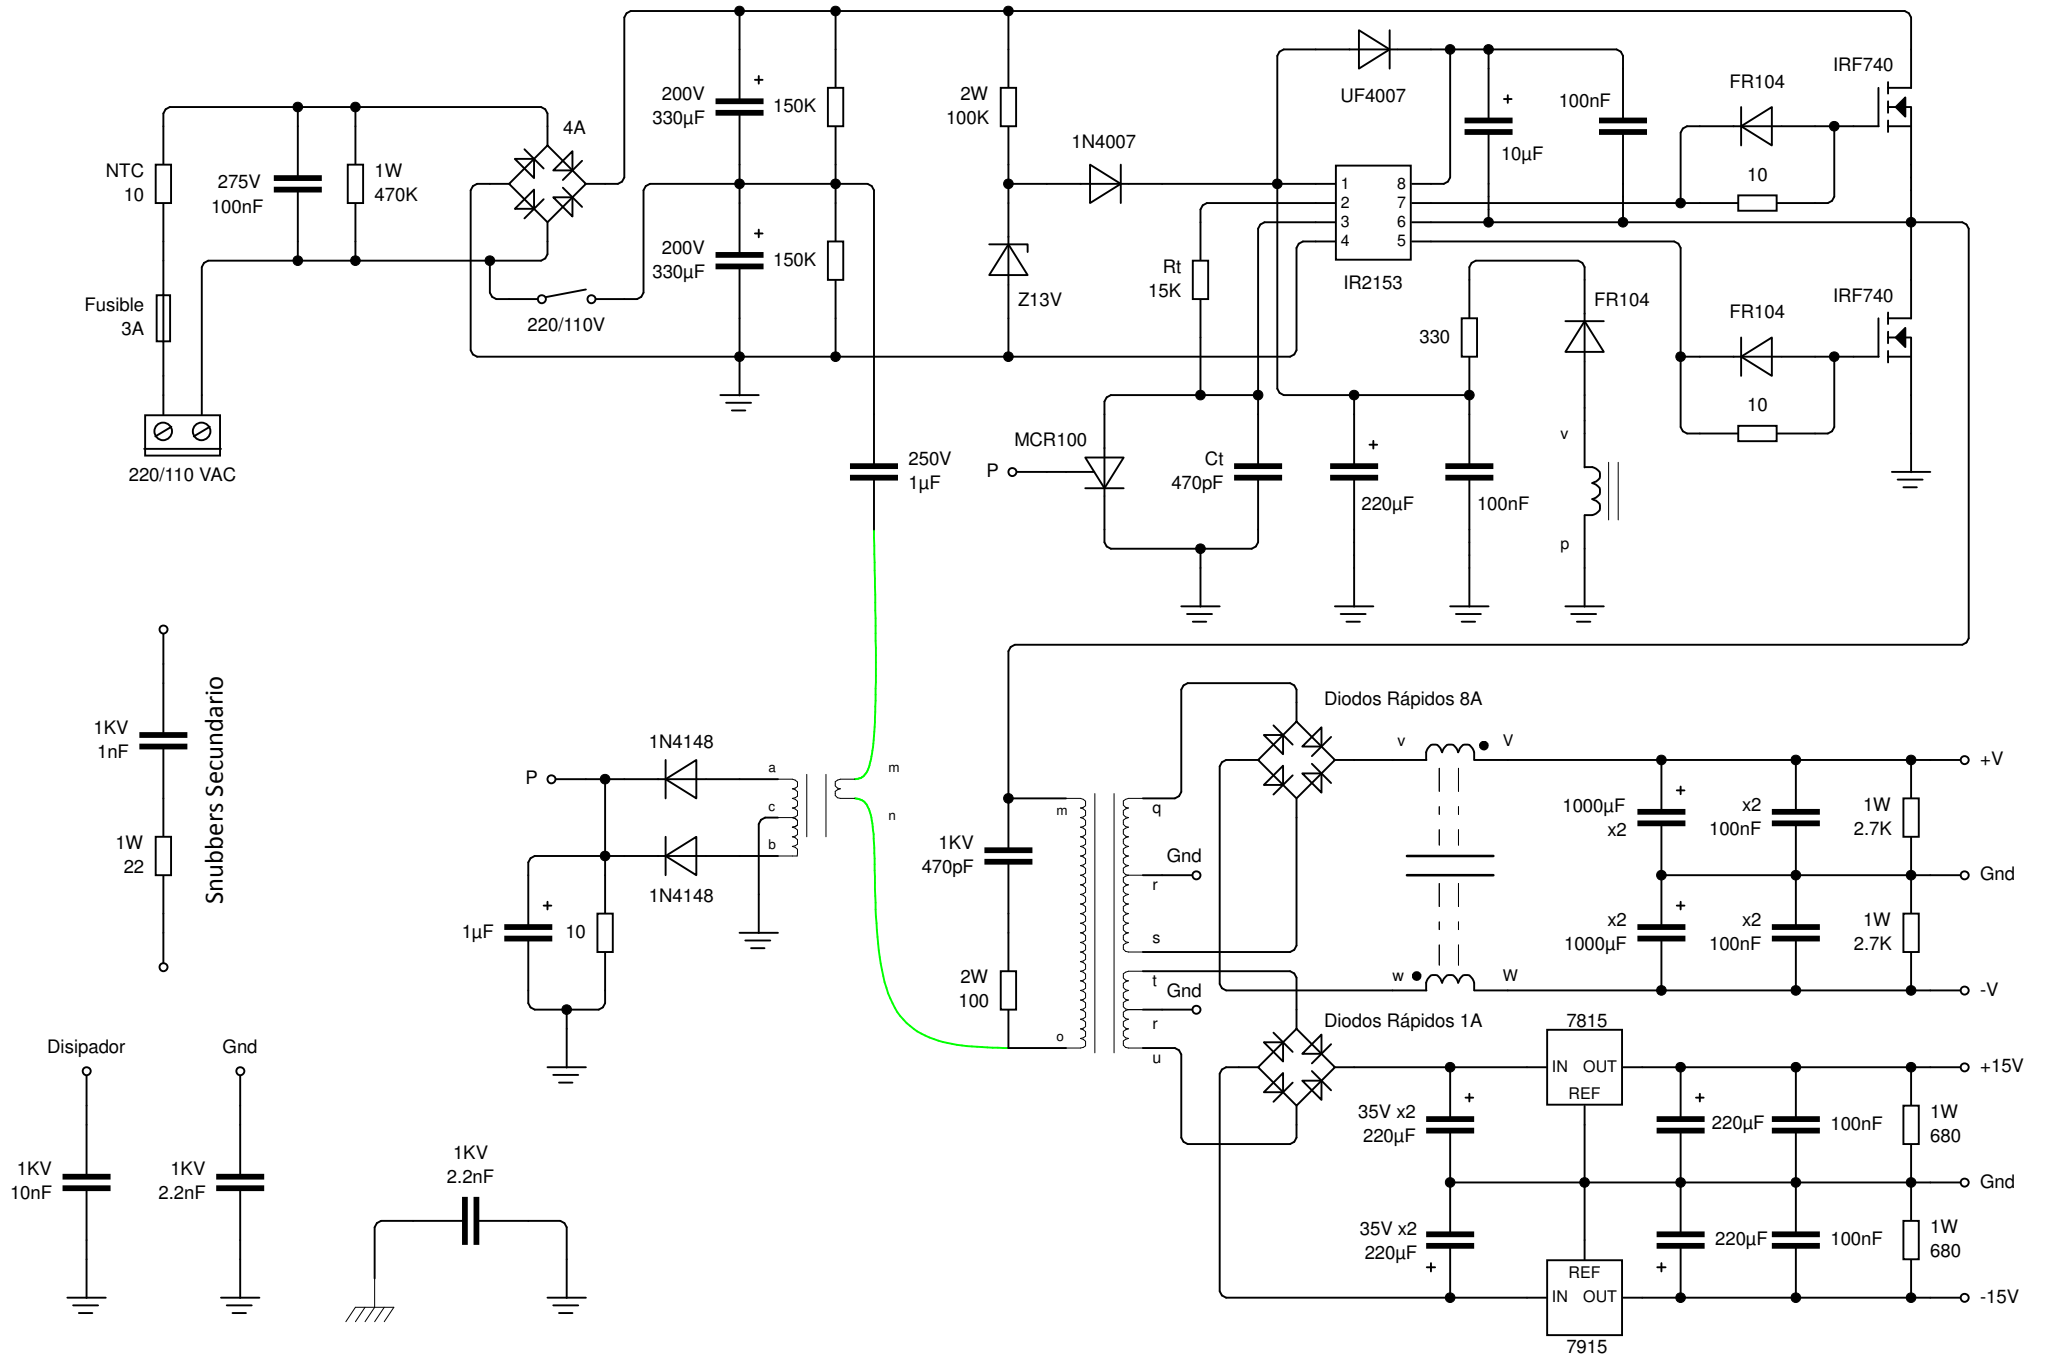 NTC
10
Fusible
3A
220/110 VAC
275V
100nF
1W
470K
4A
220/110V
200V
330µF
+
150K
200V
330µF
+
150K
2W
100K
Z13V
1N4007
UF4007
+
10µF
100nF
1
2
3
4
8
7
6
5
IR2153
Rt
15K
FR104
10
IRF740
FR104
10
IRF740
330
FR104
v
p
MCR100
P
Ct
470pF
+
220µF
100nF
250V
1µF
1KV
1nF
1W
22
Snubbers Secundario
P
1N4148
1N4148
a
c
b
m
n
+
1µF
10
1KV
470pF
2W
100
m
o
q
Gnd
r
s
t
Gnd
r
u
Diodos Rápidos 8A
v
V
w
W
1000µF
x2
+
x2
100nF
1W
2.7K
x2
1000µF
+
x2
100nF
1W
2.7K
+V
Gnd
-V
Diodos Rápidos 1A
7815
IN
OUT
REF
35V x2
220µF
+
+
220µF
100nF
1W
680
35V x2
220µF
+
+
220µF
100nF
1W
680
REF
IN
OUT
7915
+15V
Gnd
-15V
Disipador
1KV
10nF
Gnd
1KV
2.2nF
1KV
2.2nF